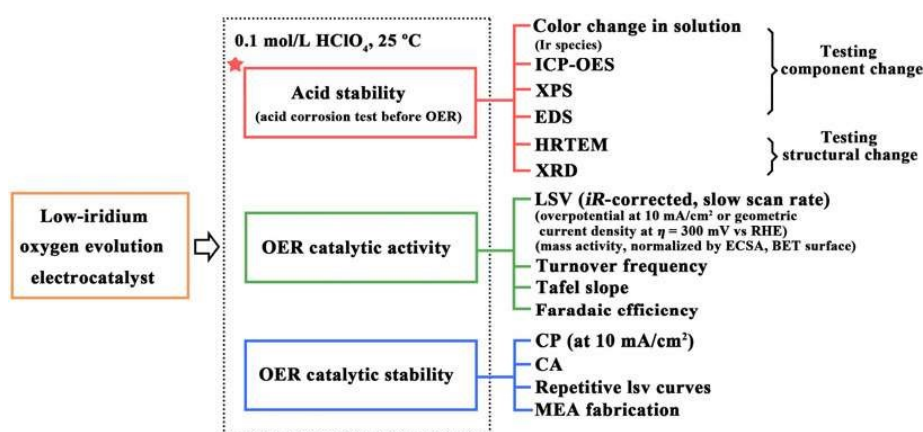 0.1 mol/L HClO₄, 25 °C
Acid stability
(acid corrosion test before OER)
Color change in solution
(Ir species)
ICP-OES
XPS
EDS
HRTEM
XRD
Testing
component change
Testing
structural change
Low-iridium
oxygen evolution
electrocatalyst
OER catalytic activity
LSV (iR-corrected, slow scan rate)
(overpotential at 10 mA/cm² or geometric
current density at η = 300 mV vs RHE)
(mass activity, normalized by ECSA, BET surface)
Turnover frequency
Tafel slope
Faradaic efficiency
OER catalytic stability
CP (at 10 mA/cm²)
CA
Repetitive lsv curves
MEA fabrication